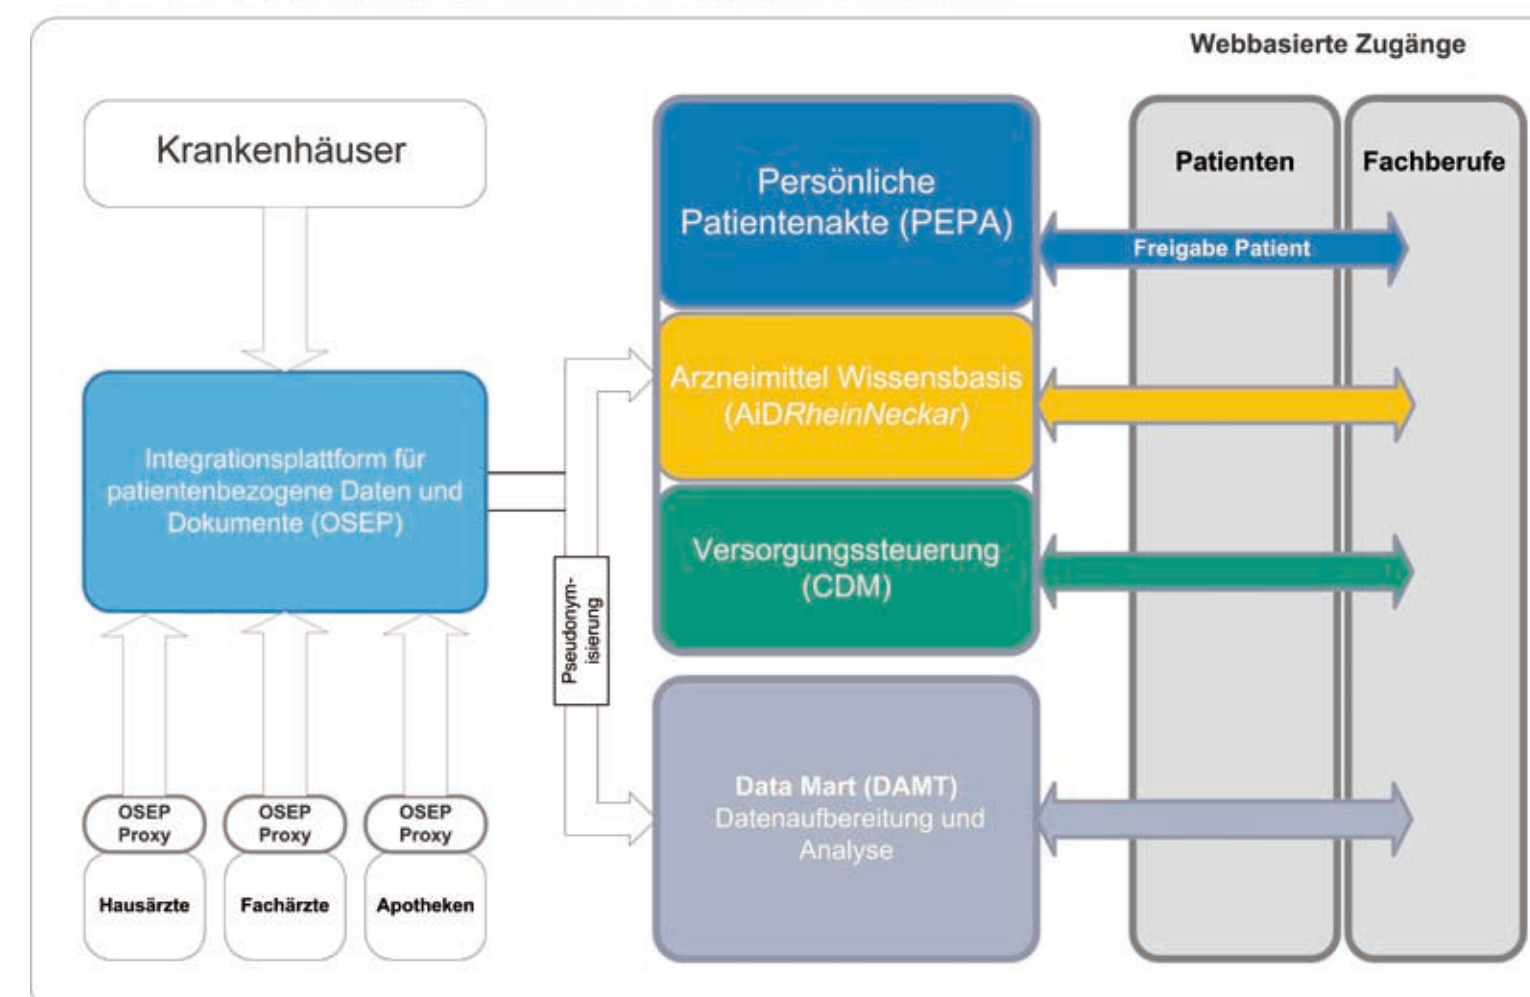 Webbasierte Zugänge
Krankenhäuser
Integrationsplattform für
patientenbezogene Daten und
Dokumente (OSEP)
OSEP
Proxy
Hausärzte
OSEP
Proxy
Fachärzte
OSEP
Proxy
Apotheken
Pseudonym-
isierung
Persönliche
Patientenakte (PEPA)
Arzneimittel Wissensbasis
(AiDRheinNeckar)
Versorgungssteuerung
(CDM)
Data Mart (DAMT)
Datenaufbereitung und
Analyse
Patienten
Fachberufe
Freigabe Patient